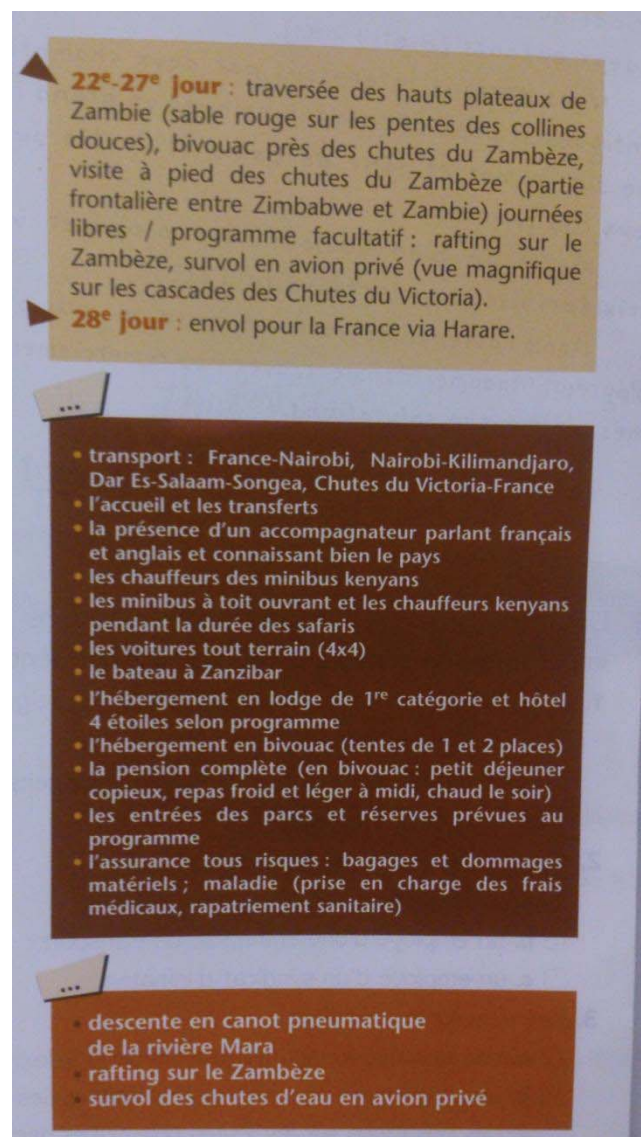 22e-27e jour : traversée des hauts plateaux de
Zambie (sable rouge sur les pentes des collines
douces), bivouac près des chutes du Zambèze,
visite à pied des chutes du Zambèze (partie
frontalière entre Zimbabwe et Zambie) journées
libres / programme facultatif : rafting sur le
Zambèze, survol en avion privé (vue magnifique
sur les cascades des Chutes du Victoria).
28e jour : envol pour la France via Harare.
...
• transport : France-Nairobi, Nairobi-Kilimandjaro,
Dar Es-Salaam-Songea, Chutes du Victoria-France
• l'accueil et les transferts
• la présence d'un accompagnateur parlant français
et anglais et connaissant bien le pays
• les chauffeurs des minibus kenyans
• les minibus à toit ouvrant et les chauffeurs kenyans
pendant la durée des safaris
• les voitures tout terrain (4x4)
• le bateau à Zanzibar
• l'hébergement en lodge de 1re catégorie et hôtel
4 étoiles selon programme
• l'hébergement en bivouac (tentes de 1 et 2 places)
• la pension complète (en bivouac : petit déjeuner
copieux, repas froid et léger à midi, chaud le soir)
• les entrées des parcs et réserves prévues au
programme
• l'assurance tous risques : bagages et dommages
matériels ; maladie (prise en charge des frais
médicaux, rapatriement sanitaire)
...
• descente en canot pneumatique
de la rivière Mara
• rafting sur le Zambèze
• survol des chutes d'eau en avion privé